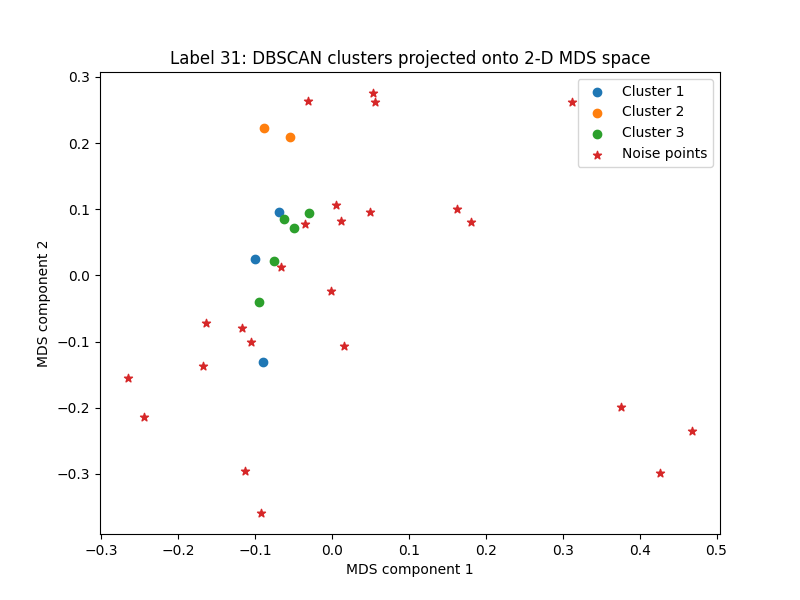 Label 31: DBSCAN clusters projected onto 2-D MDS space
Cluster 1
Cluster 2
Cluster 3
Noise points
MDS component 2
0.3
0.2
0.1
0.0
−0.1
−0.2
−0.3
−0.3 −0.2 −0.1 0.0 0.1 0.2 0.3 0.4 0.5
MDS component 1